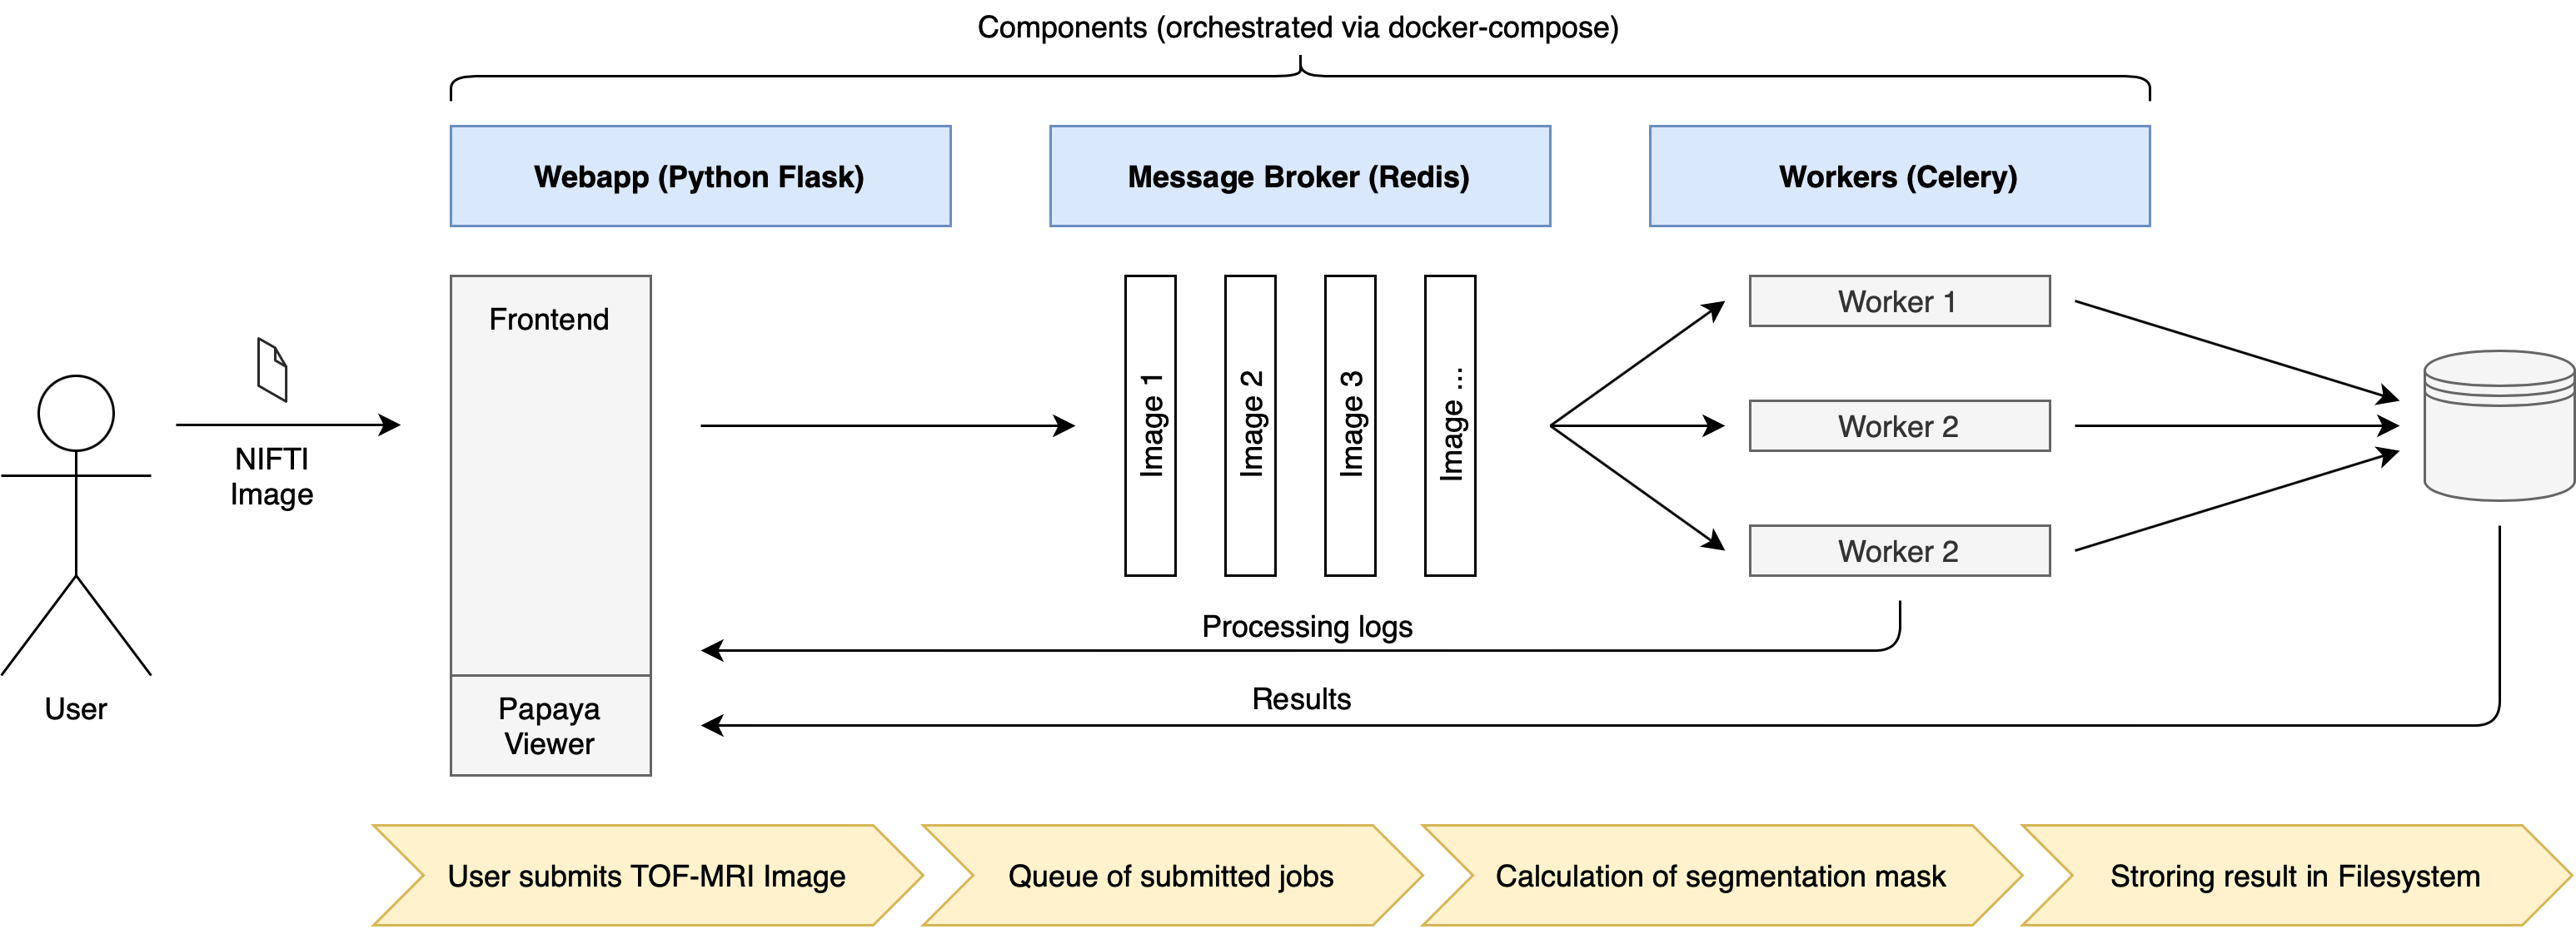 Components (orchestrated via docker-compose)
Webapp (Python Flask)
Message Broker (Redis)
Workers (Celery)
Frontend
NIFTI
Image
User
Image 1
Image 2
Image 3
Image ...
Worker 1
Worker 2
Worker 2
Processing logs
Results
Papaya
Viewer
User submits TOF-MRI Image
Queue of submitted jobs
Calculation of segmentation mask
Stroring result in Filesystem